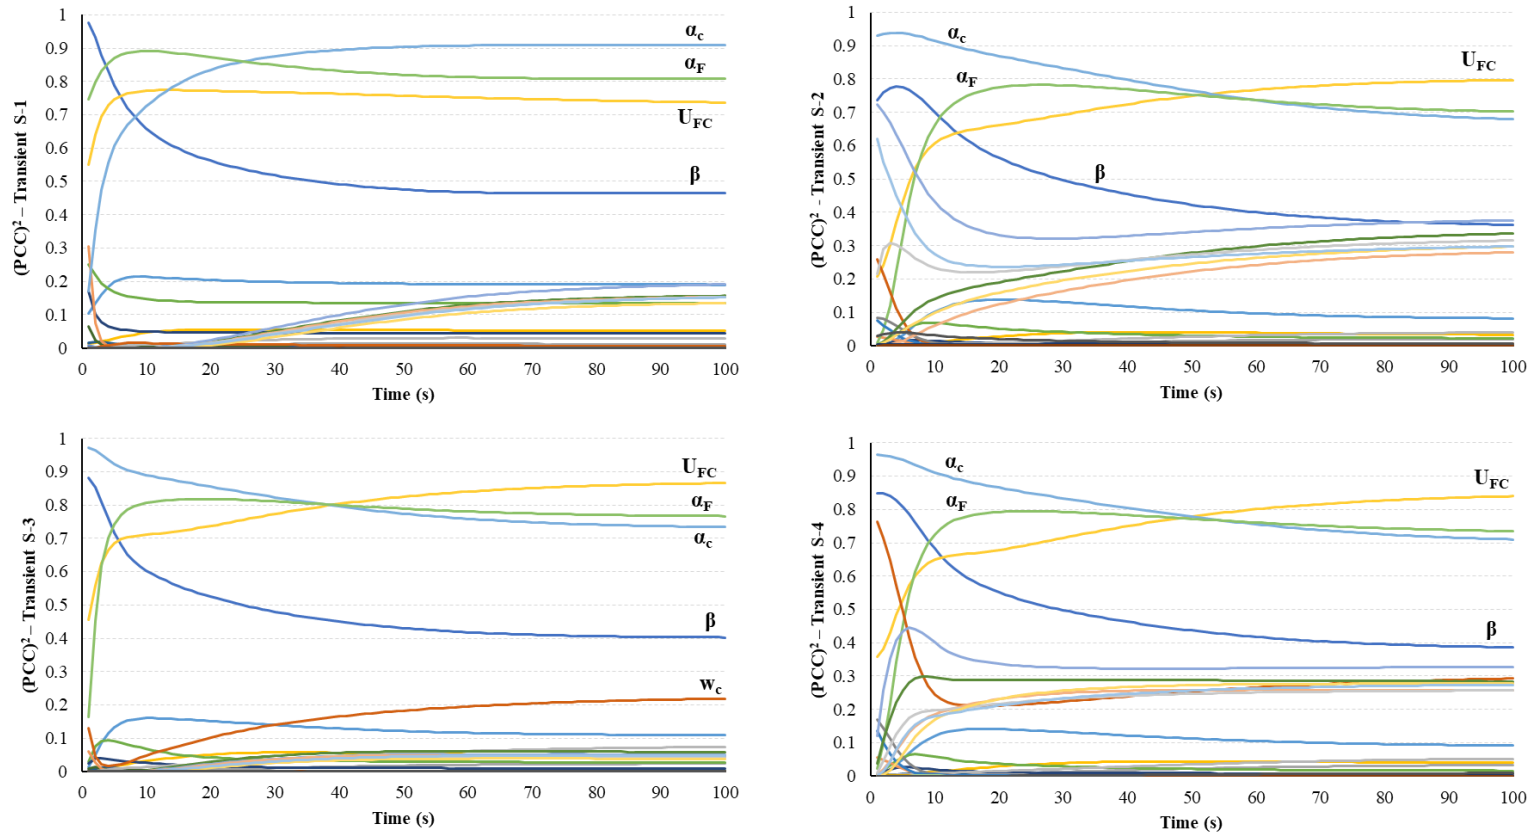 (PCC)² – Transient S-1
1
0.9
0.8
0.7
0.6
0.5
0.4
0.3
0.2
0.1
0
αc
αF
UFC
β
0 10 20 30 40 50 60 70 80 90 100
Time (s)
(PCC)² - Transient S-2
1
0.9
0.8
0.7
0.6
0.5
0.4
0.3
0.2
0.1
0
αc
UFC
αF
β
0 10 20 30 40 50 60 70 80 90 100
Time (s)
(PCC)² – Transient S-3
1
0.9
0.8
0.7
0.6
0.5
0.4
0.3
0.2
0.1
0
UFC
αF
αc
β
wc
0 10 20 30 40 50 60 70 80 90 100
Time (s)
(PCC)² – Transient S-4
1
0.9
0.8
0.7
0.6
0.5
0.4
0.3
0.2
0.1
0
αc
UFC
αF
β
0 10 20 30 40 50 60 70 80 90 100
Time (s)